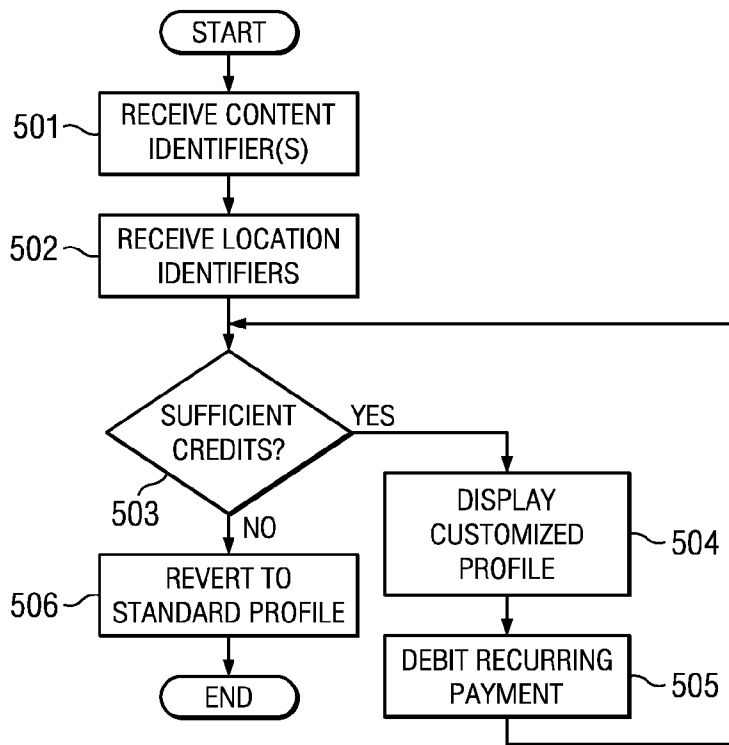 START
501
RECEIVE CONTENT
IDENTIFIER(S)
502
RECEIVE LOCATION
IDENTIFIERS
SUFFICIENT
CREDITS?
YES
503
NO
DISPLAY
CUSTOMIZED
PROFILE
504
506
REVERT TO
STANDARD PROFILE
DEBIT RECURRING
PAYMENT
505
END